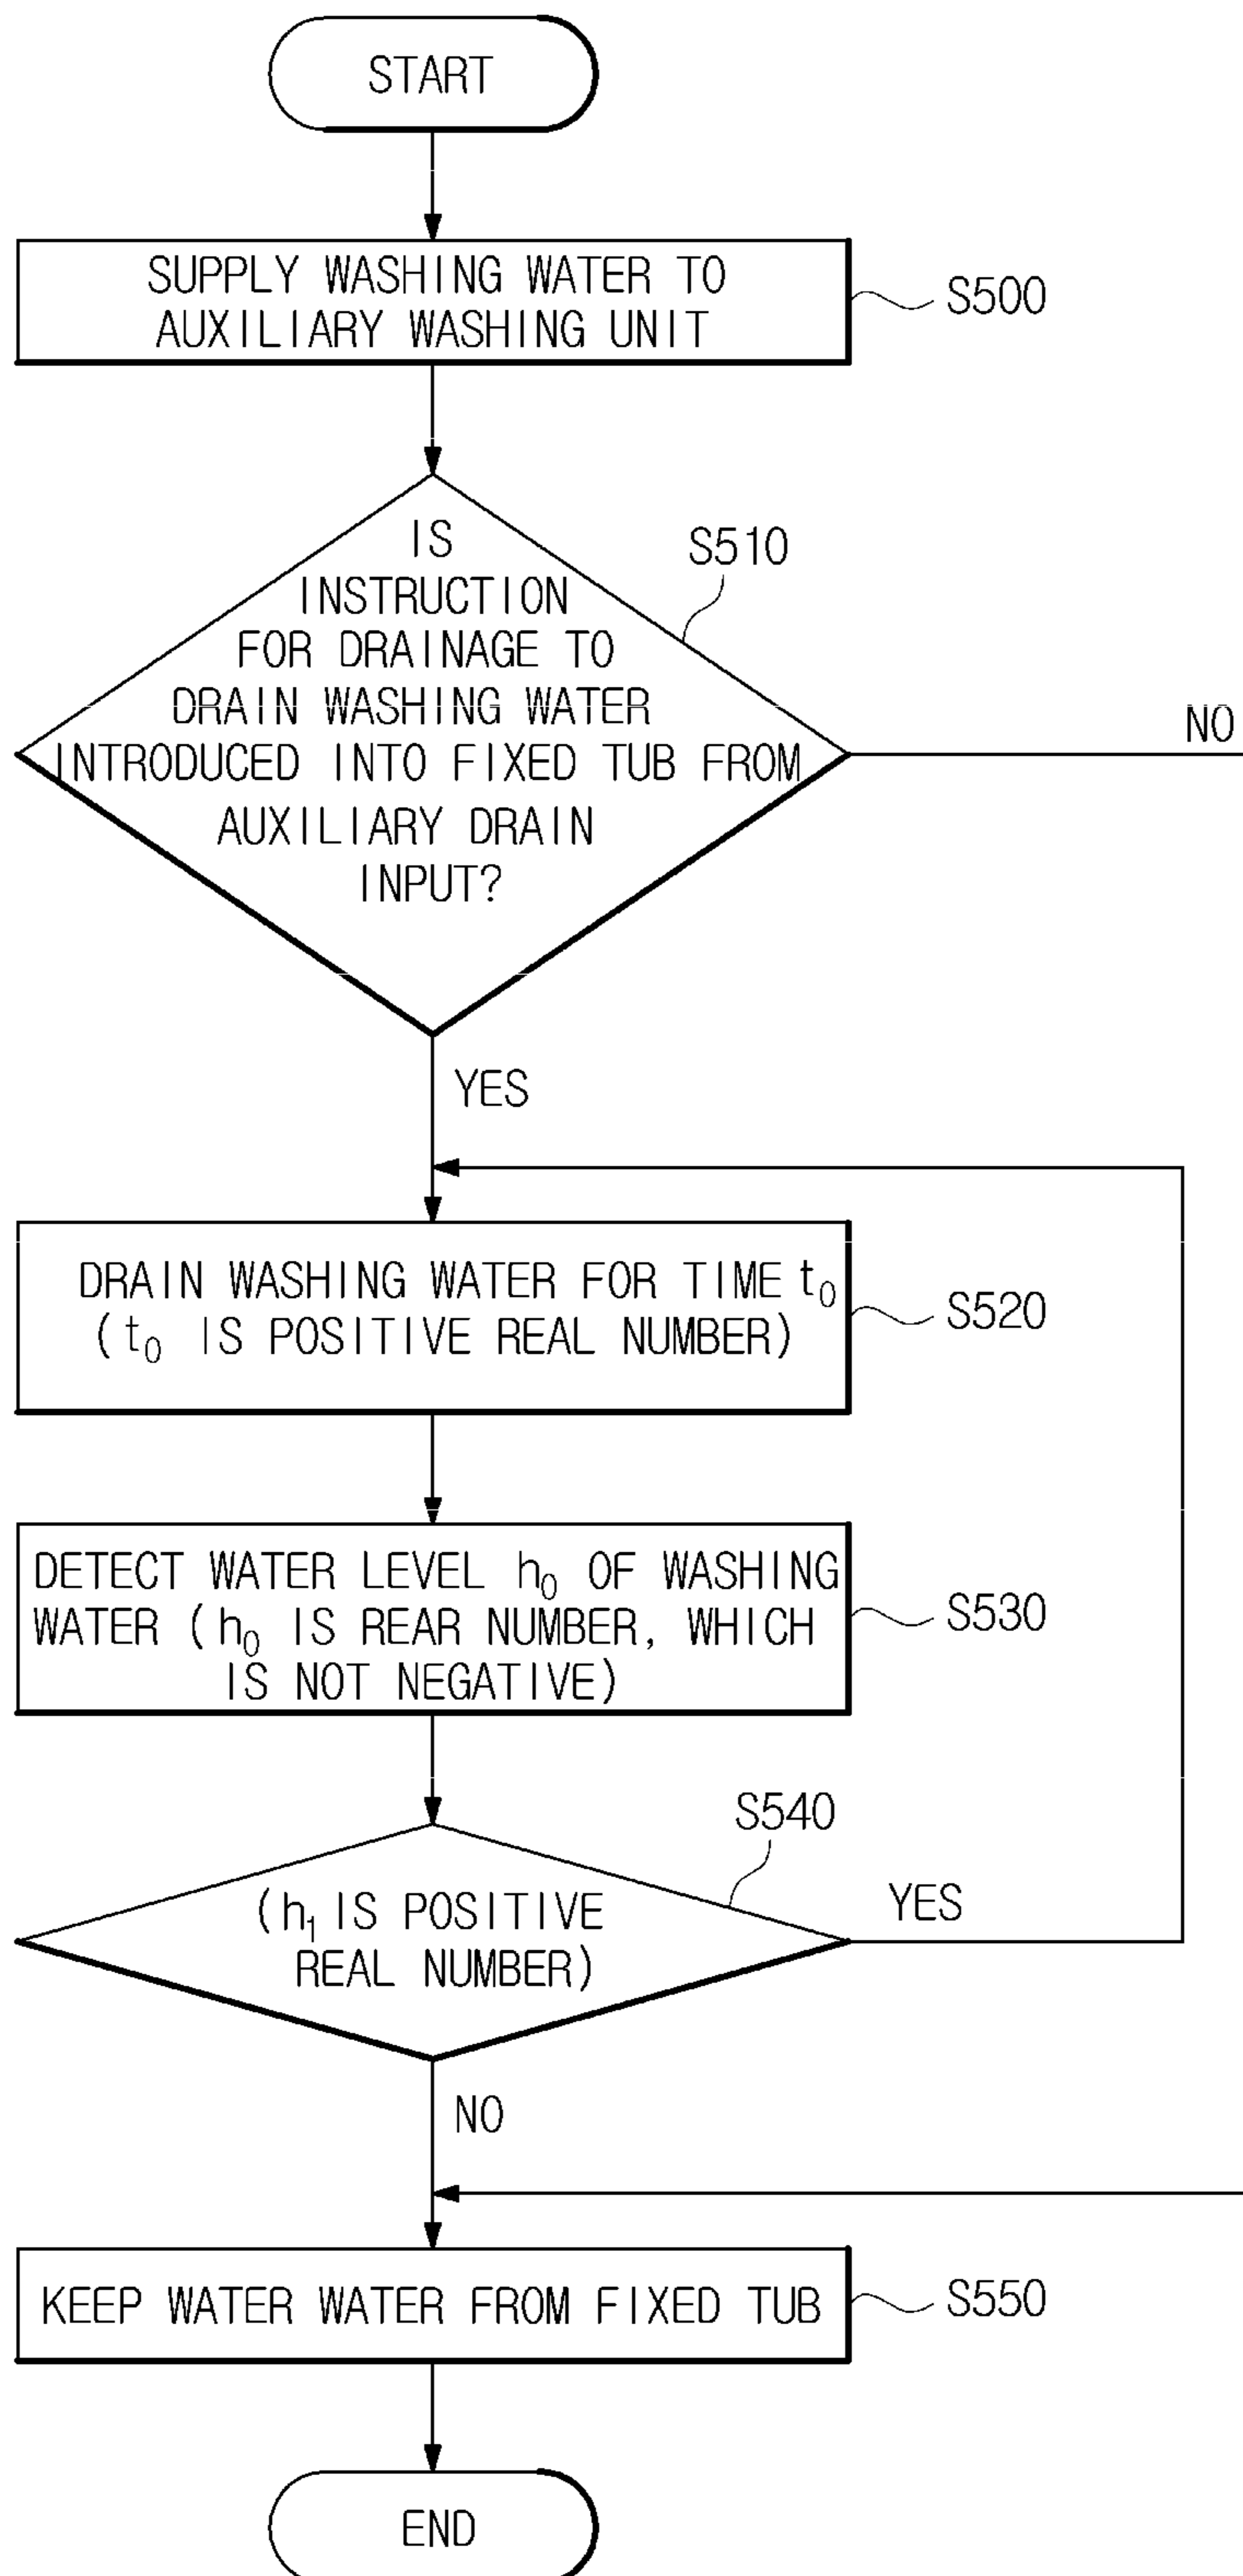 START
SUPPLY WASHING WATER TO
AUXILIARY WASHING UNIT
S500
IS
INSTRUCTION
FOR DRAINAGE TO
DRAIN WASHING WATER
INTRODUCED INTO FIXED TUB FROM
AUXILIARY DRAIN
INPUT?
S510
NO
YES
DRAIN WASHING WATER FOR TIME t₀
(t₀ IS POSITIVE REAL NUMBER)
S520
DETECT WATER LEVEL h₀ OF WASHING
WATER (h₀ IS REAR NUMBER, WHICH
IS NOT NEGATIVE)
S530
S540
(h₁ IS POSITIVE
REAL NUMBER)
YES
NO
KEEP WATER WATER FROM FIXED TUB
S550
END